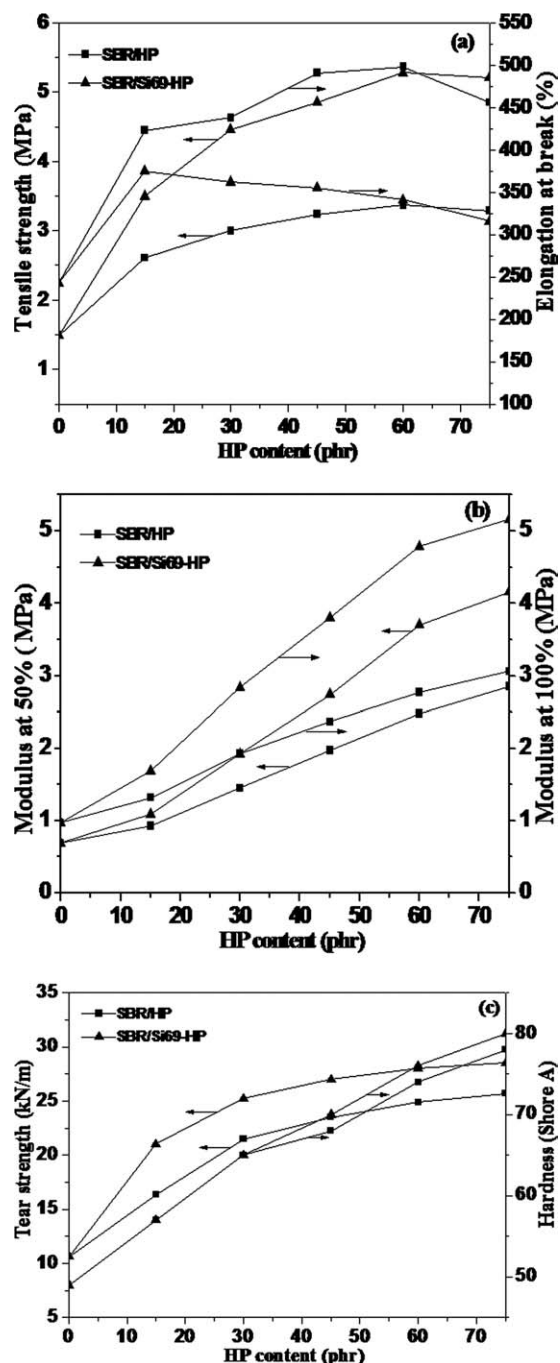 (a)
SBR/HP
SBR/Si69-HP
Tensile strength (MPa)
6
5
4
3
2
1
Elongation at break (%)
550
500
450
400
350
300
250
200
150
100
0 10 20 30 40 50 60 70
HP content (phr)
(b)
SBR/HP
SBR/Si69-HP
Modulus at 50% ( MPa)
5
4
3
2
1
0
Modulus at 100% (MPa)
5
4
3
2
1
0
0 10 20 30 40 50 60 70
HP content (phr)
(c)
SBR/HP
SBR/Si69-HP
Tear strength (kN/m)
35
30
25
20
15
10
5
Hardness (Shore A)
80
70
60
50
0 10 20 30 40 50 60 70
HP content (phr)